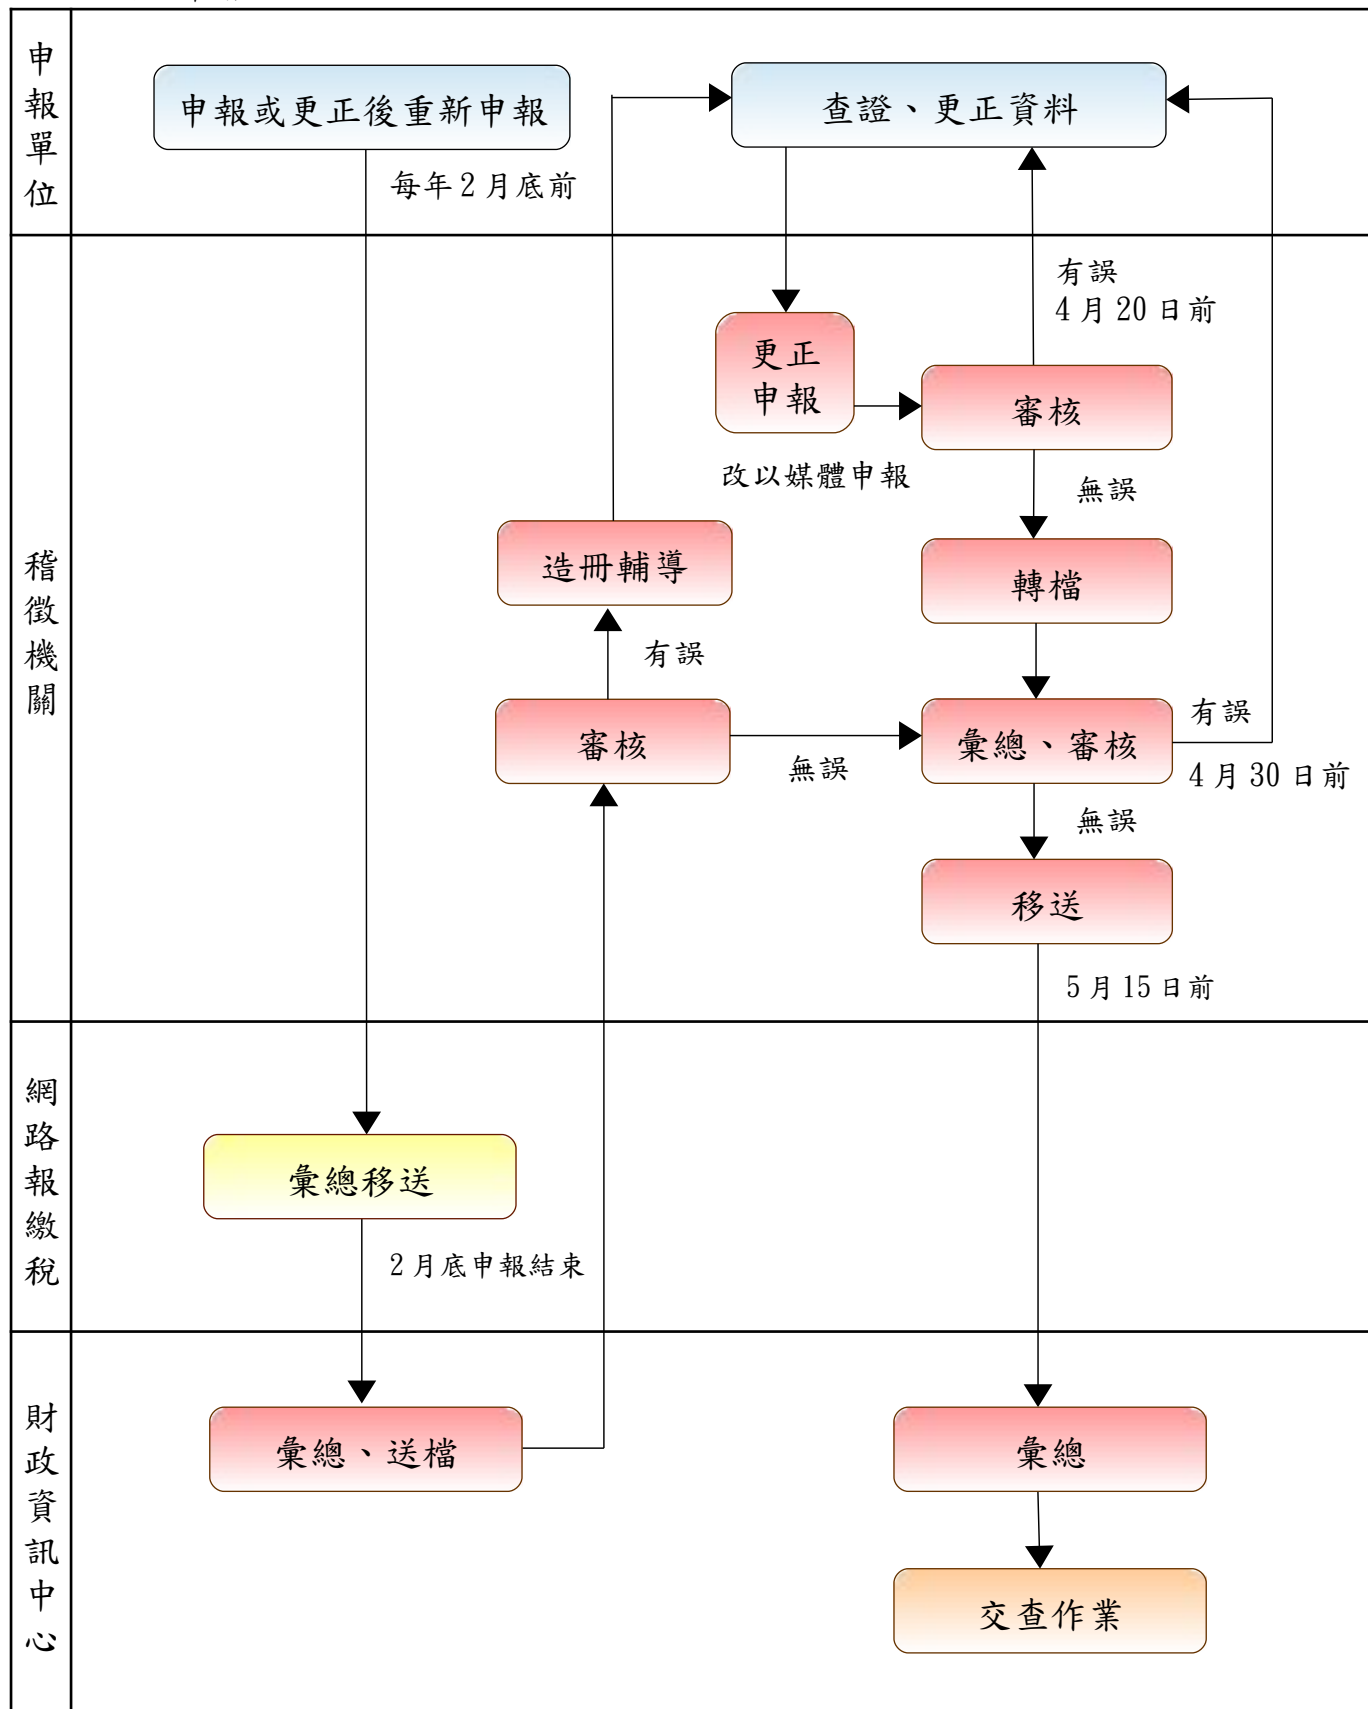 申報單位
申報或更正後重新申報
查證、更正資料
每年2月底前
稽徵機關
有誤
4月20日前
更正
申報
審核
改以媒體申報
無誤
造冊輔導
轉檔
有誤
審核
無誤
彙總、審核
有誤
4月30日前
無誤
移送
5月15日前
網路報繳稅
彙總移送
2月底申報結束
財政資訊中心
彙總、送檔
彙總
交查作業